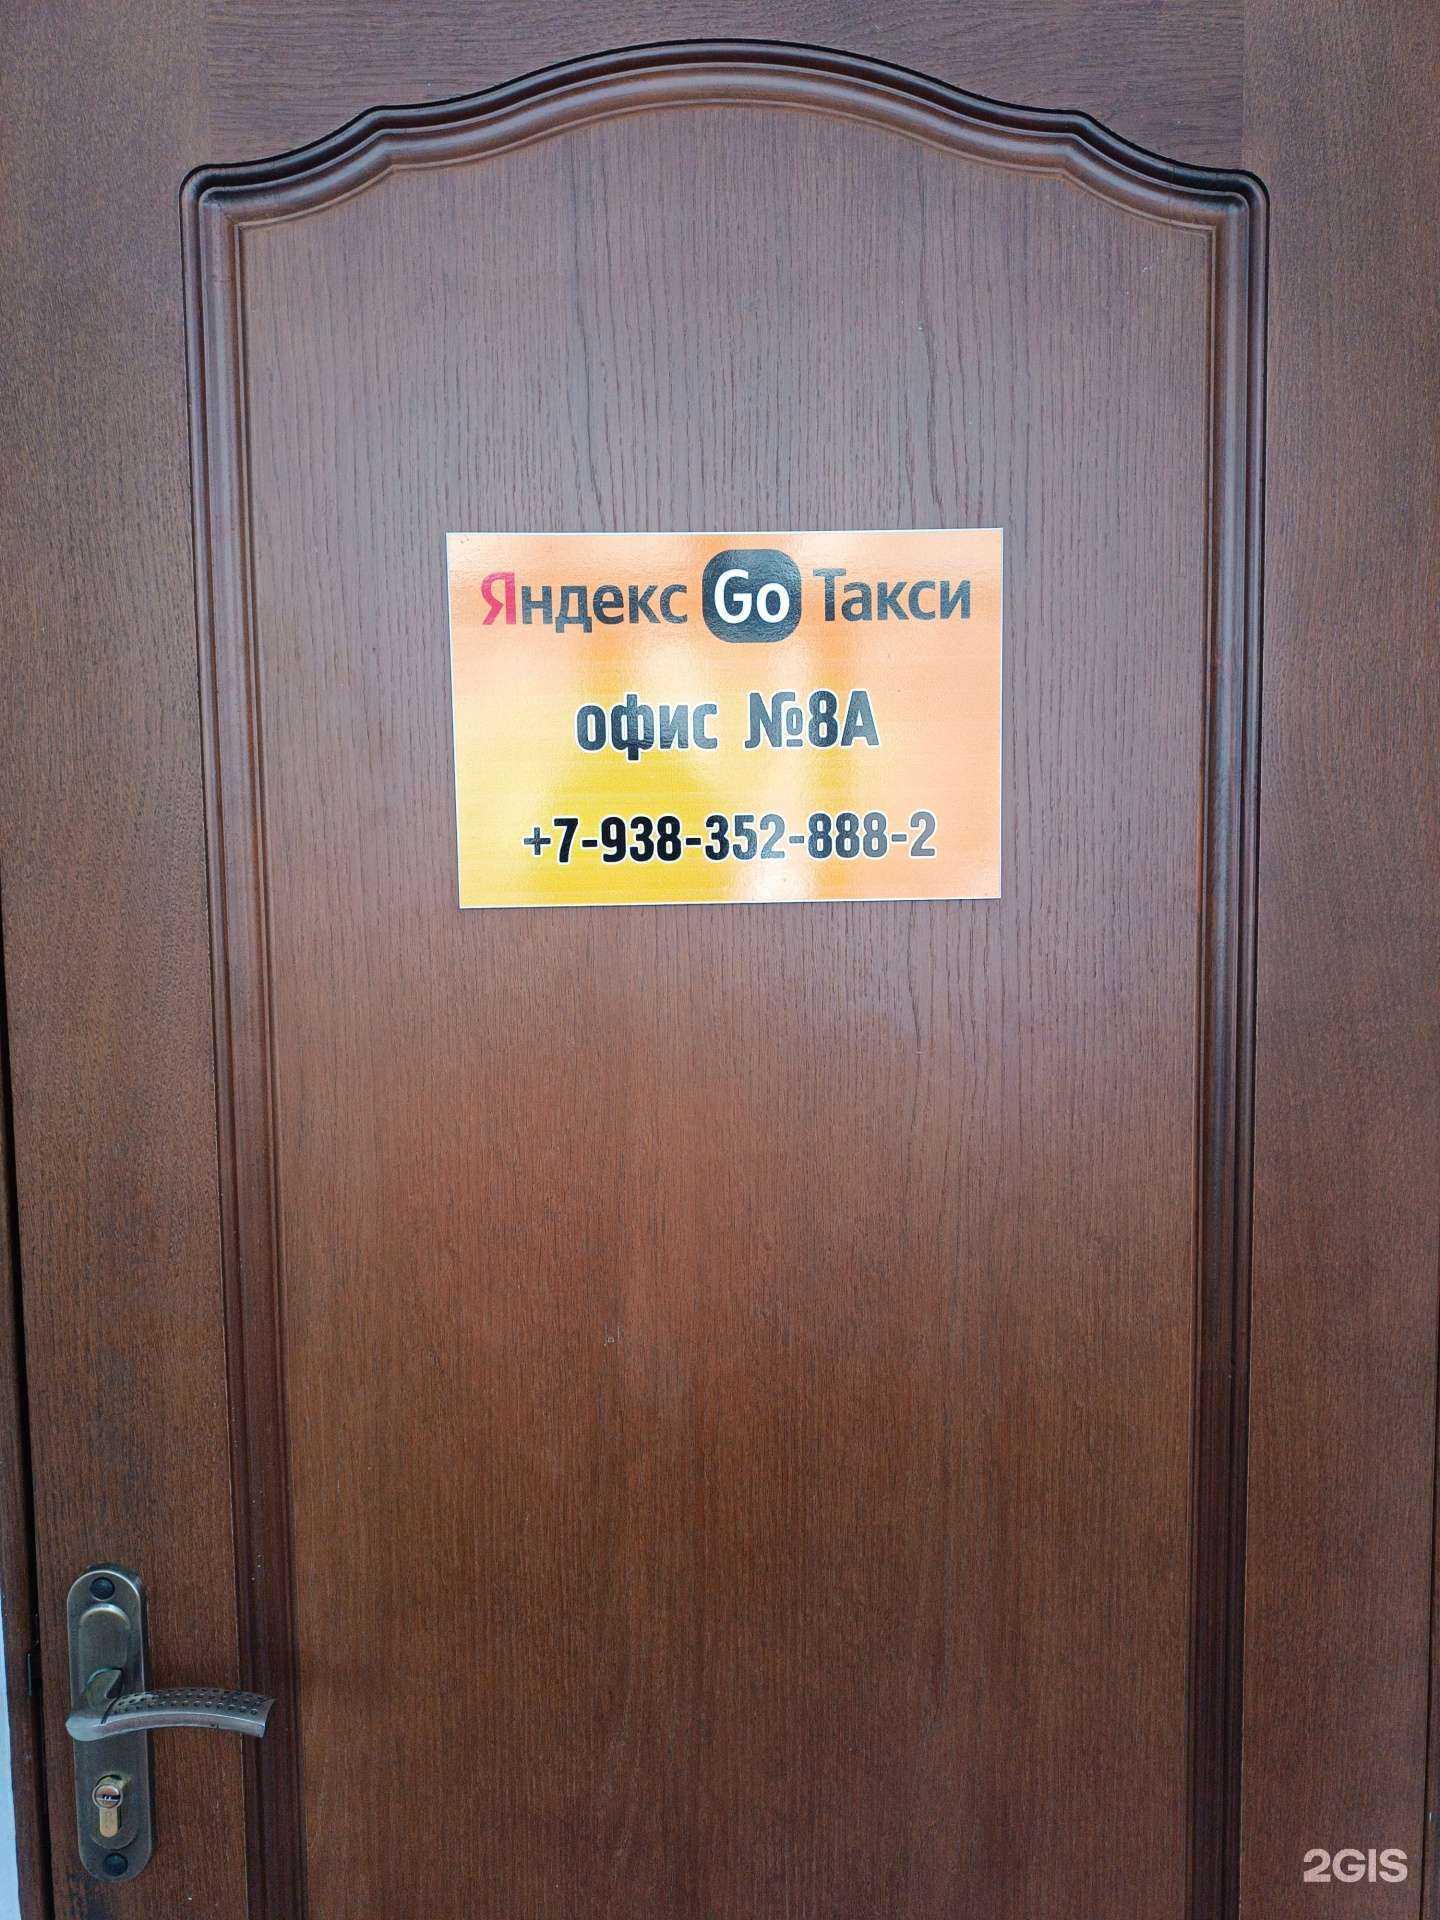 Яндекс Go Такси
офис №8А
+7-938-352-888-2
2GIS